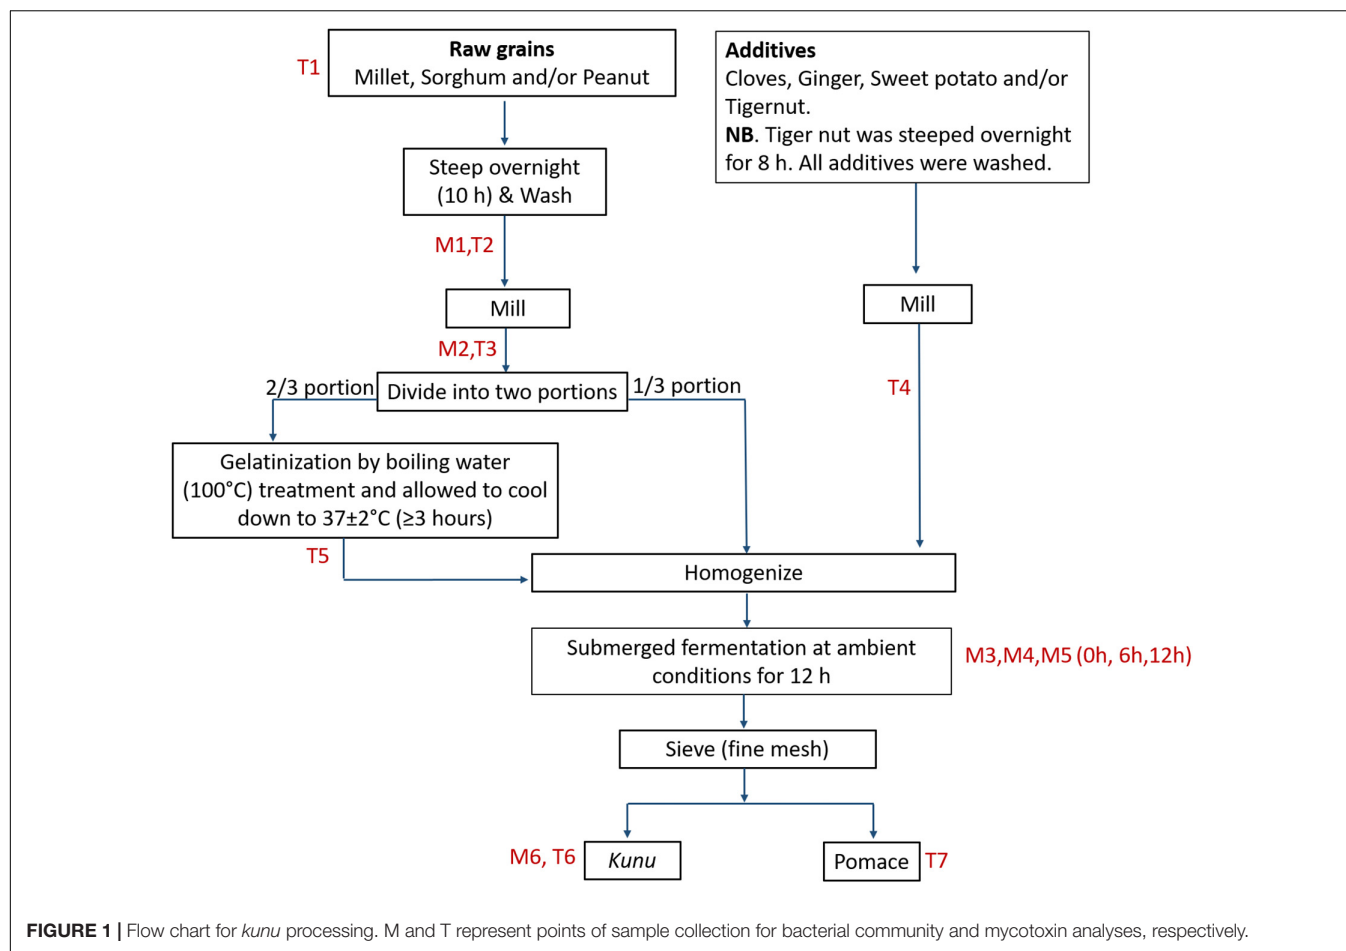 Raw grains
T1
Millet, Sorghum and/or Peanut
Additives
Cloves, Ginger, Sweet potato and/or
Tigernut.
NB. Tiger nut was steeped overnight
for 8 h. All additives were washed.
Steep overnight
(10 h) & Wash
M1,T2
Mill
Mill
M2,T3
2/3 portion
Divide into two portions
1/3 portion
T4
Gelatinization by boiling water
(100°C) treatment and allowed to cool
down to 37±2°C (≥3 hours)
T5
Homogenize
Submerged fermentation at ambient
conditions for 12 h
M3,M4,M5 (0h, 6h,12h)
Sieve (fine mesh)
M6, T6
Kunu
Pomace
T7
FIGURE 1 | Flow chart for kunu processing. M and T represent points of sample collection for bacterial community and mycotoxin analyses, respectively.